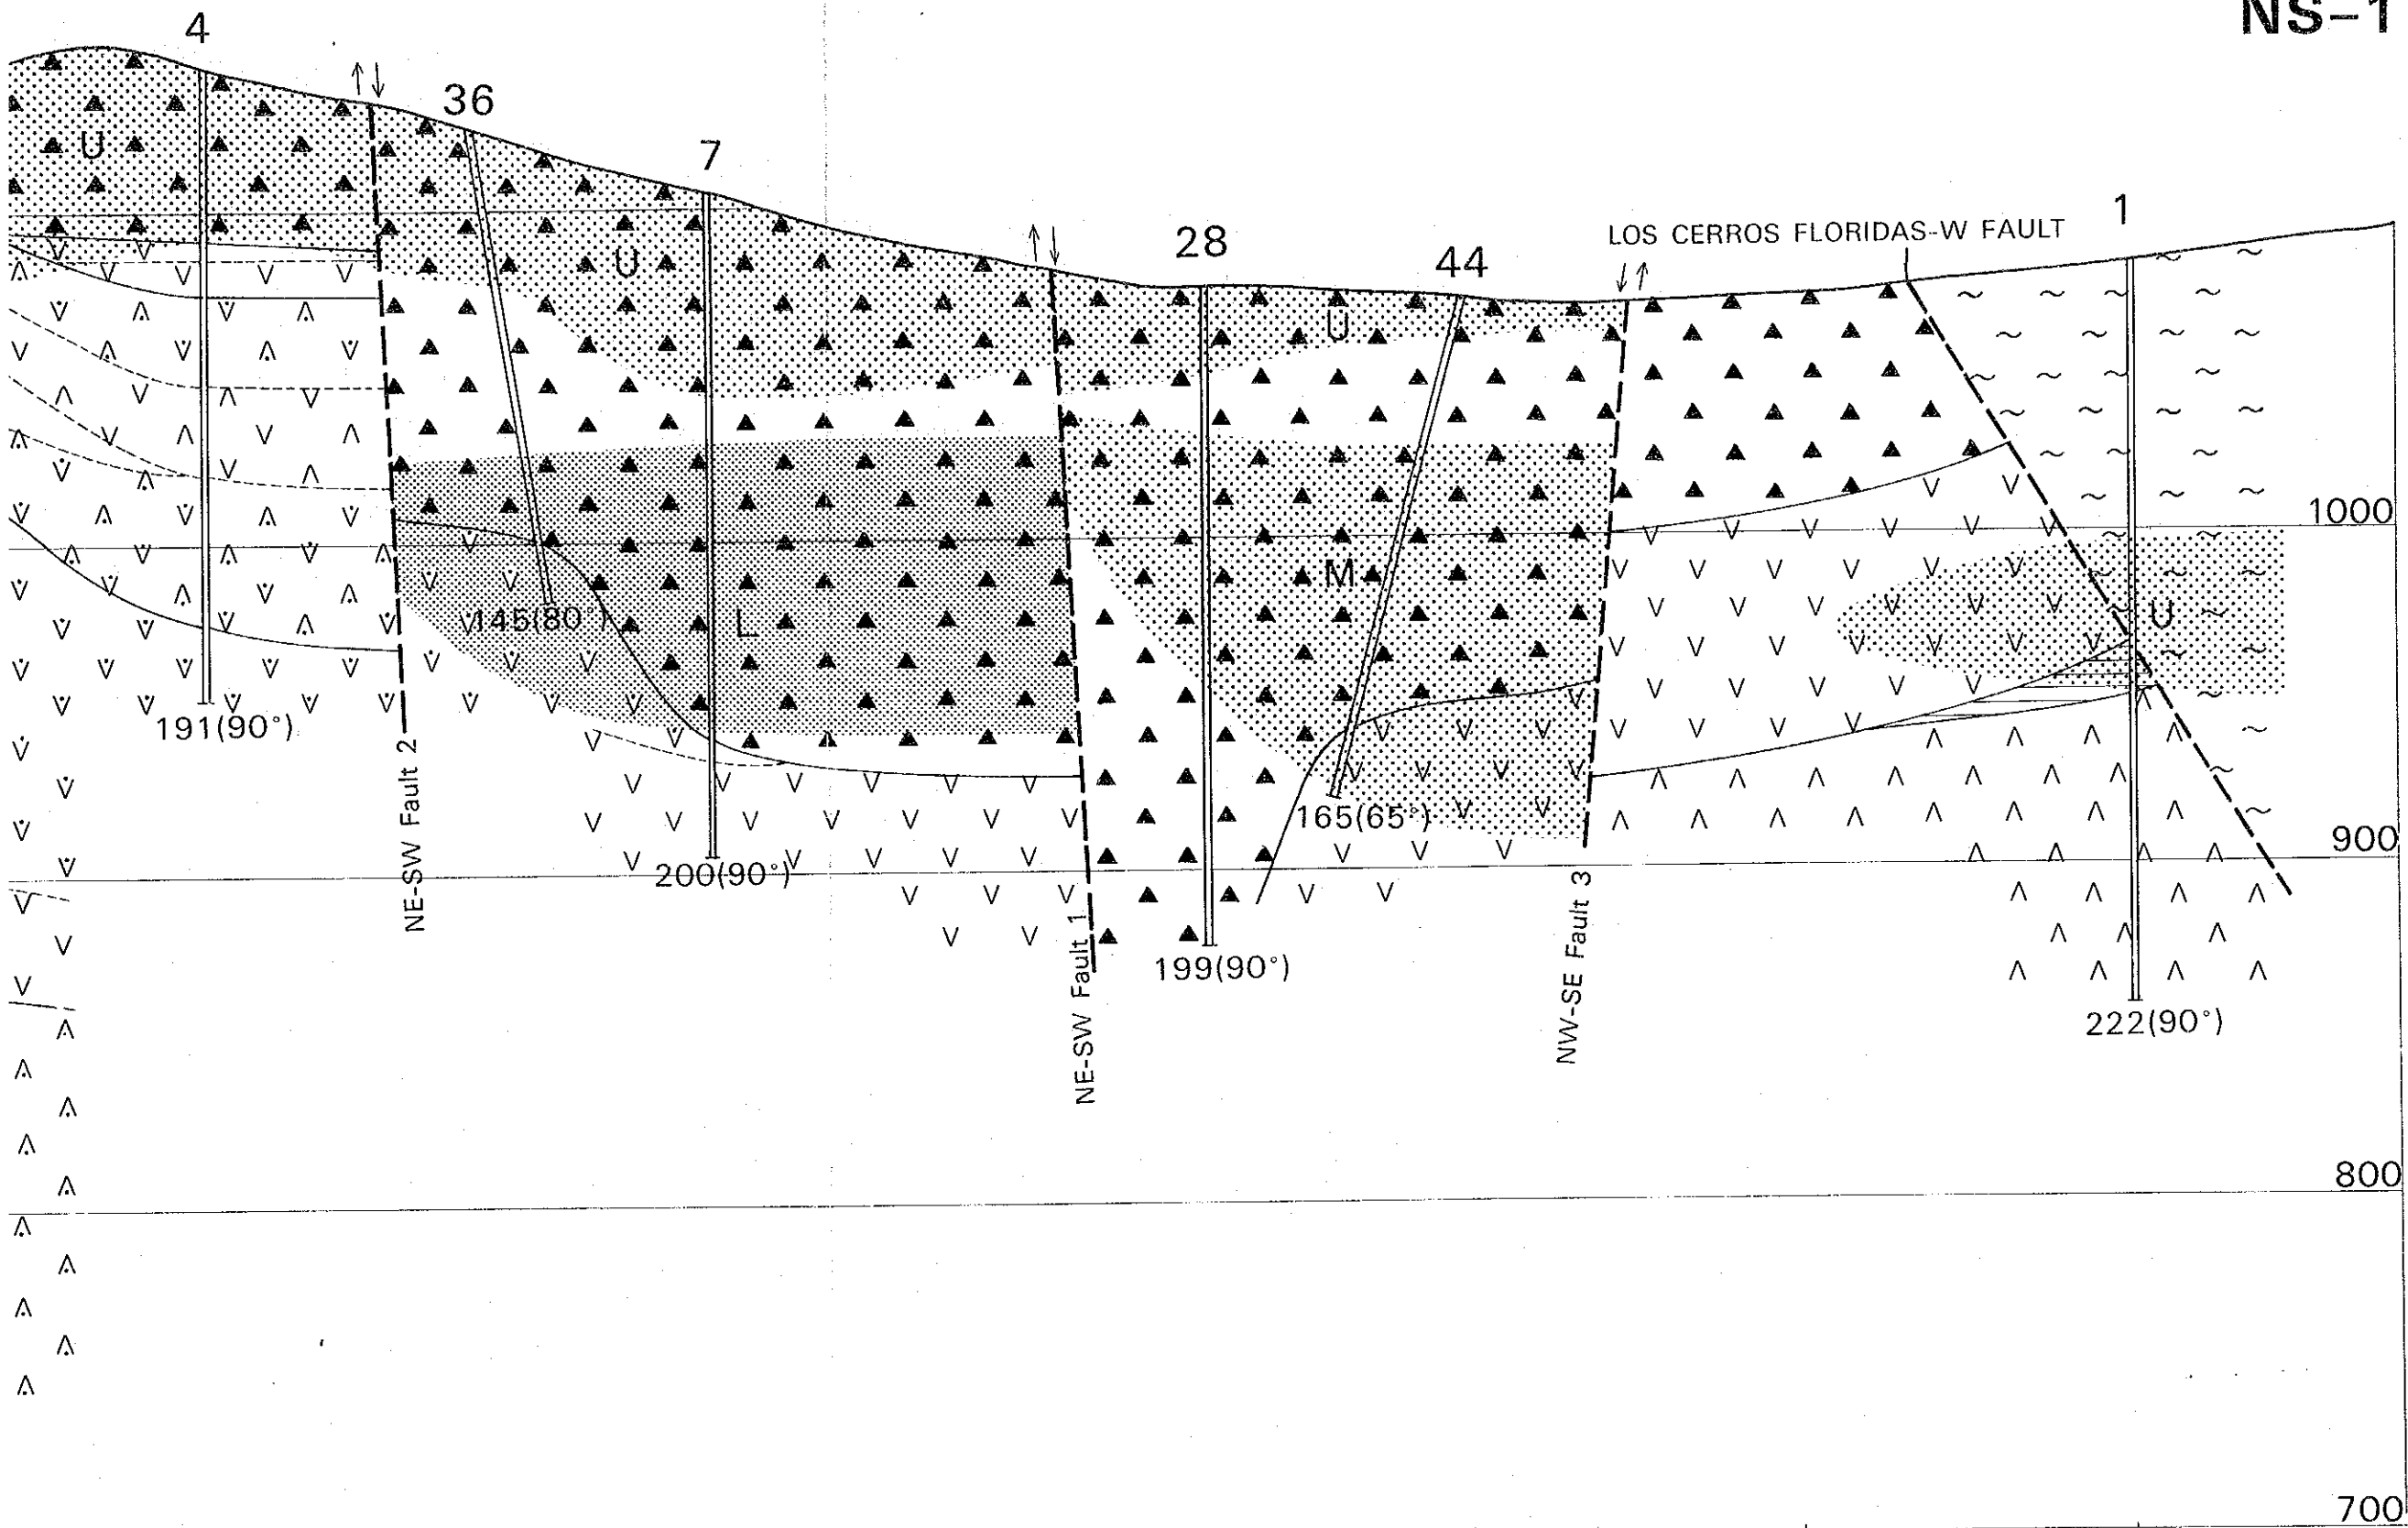 NS-1
4
36
7
28
44
LOS CERROS FLORIDAS-W FAULT
1
U
U
U
1000
M
U
145(80°)
L
191(90°)
165(65°)
900
200(90°)
NE-SW Fault 2
199(90°)
NE-SW Fault 1
NW-SE Fault 3
222(90°)
800
700